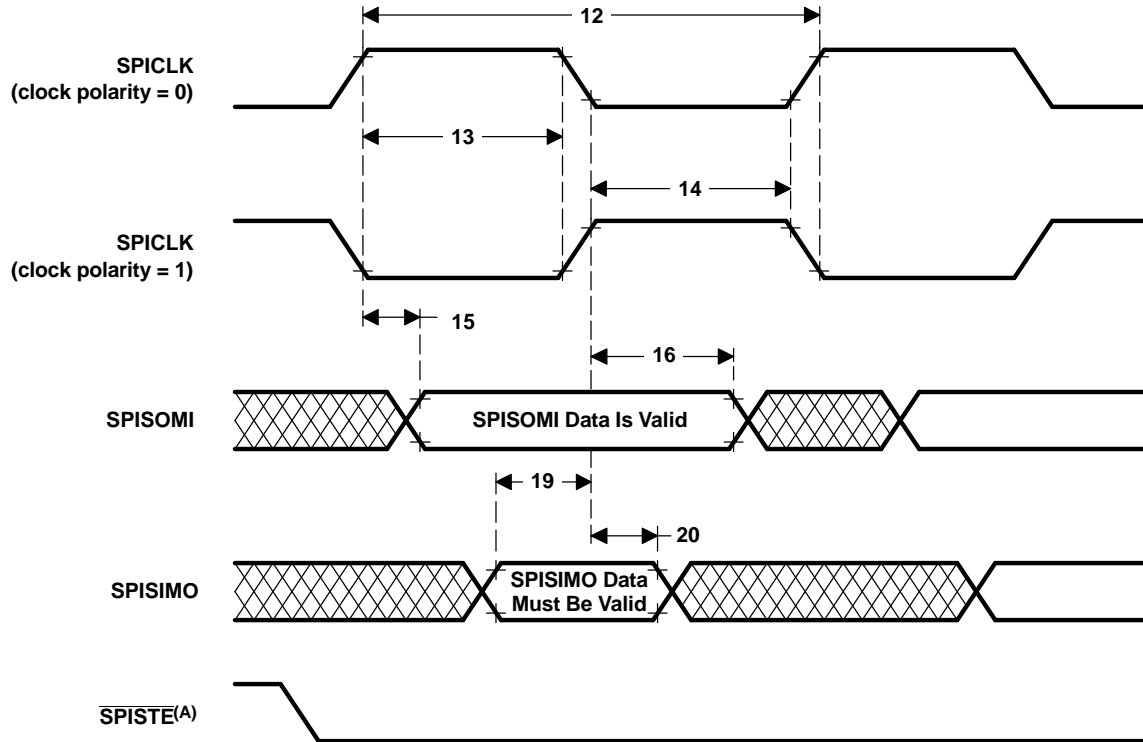 12
SPICLK
(clock polarity = 0)
13
14
SPICLK
(clock polarity = 1)
15
16
SPISOMI
SPISOMI Data Is Valid
19
20
SPISIMO
SPISIMO Data
Must Be Valid
SPISTE(A)